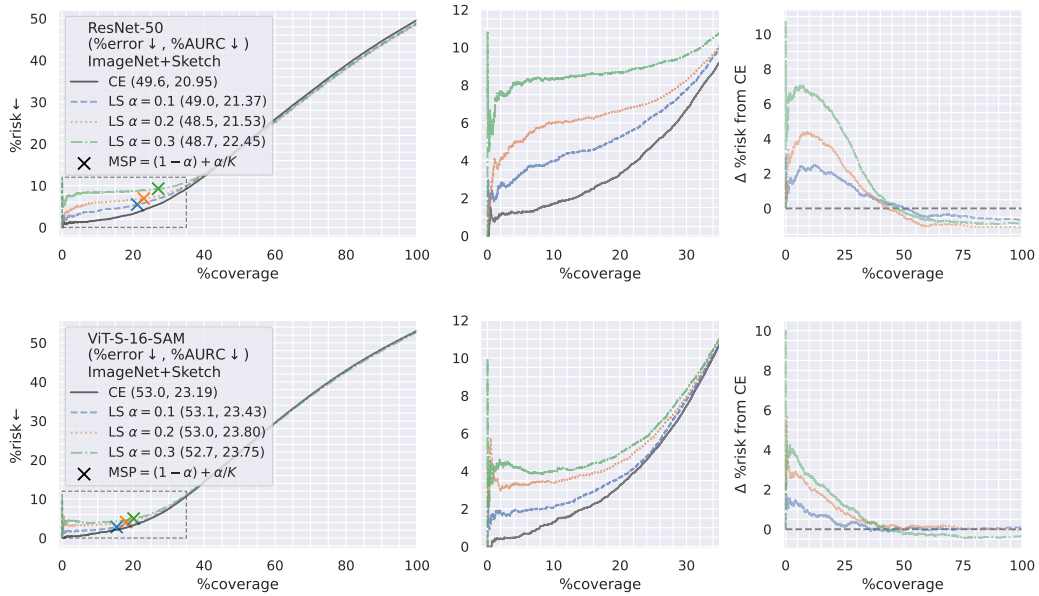 ResNet-50
(%error ↓, %AURC ↓)
ImageNet+Sketch
CE (49.6, 20.95)
LS α = 0.1 (49.0, 21.37)
LS α = 0.2 (48.5, 21.53)
LS α = 0.3 (48.7, 22.45)
MSP = (1 − α) + α/K
%risk ←
50
40
30
20
10
0
0 20 40 60 80 100
%coverage
12
10
8
6
4
2
0
0 10 20 30
%coverage
Δ %risk from CE
10
8
6
4
2
0
0 25 50 75 100
%coverage
ViT-S-16-SAM
(%error ↓, %AURC ↓)
ImageNet+Sketch
CE (53.0, 23.19)
LS α = 0.1 (53.1, 23.43)
LS α = 0.2 (53.0, 23.80)
LS α = 0.3 (52.7, 23.75)
MSP = (1 − α) + α/K
%risk ←
50
40
30
20
10
0
0 20 40 60 80 100
%coverage
12
10
8
6
4
2
0
0 10 20 30
%coverage
Δ %risk from CE
10
8
6
4
2
0
0 25 50 75 100
%coverage